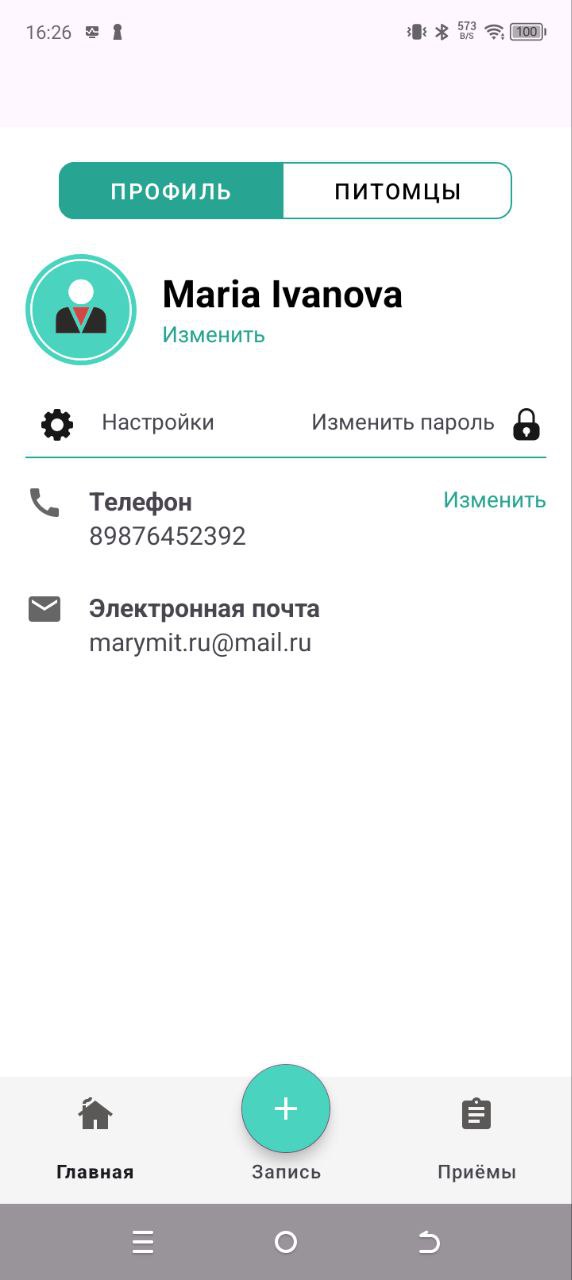 16:26
573
B/S
100
ПРОФИЛЬ ПИТОМЦЫ
Maria Ivanova
Изменить
Настройки Изменить пароль
Телефон Изменить
89876452392
Электронная почта
marymit.ru@mail.ru
Главная Запись Приёмы